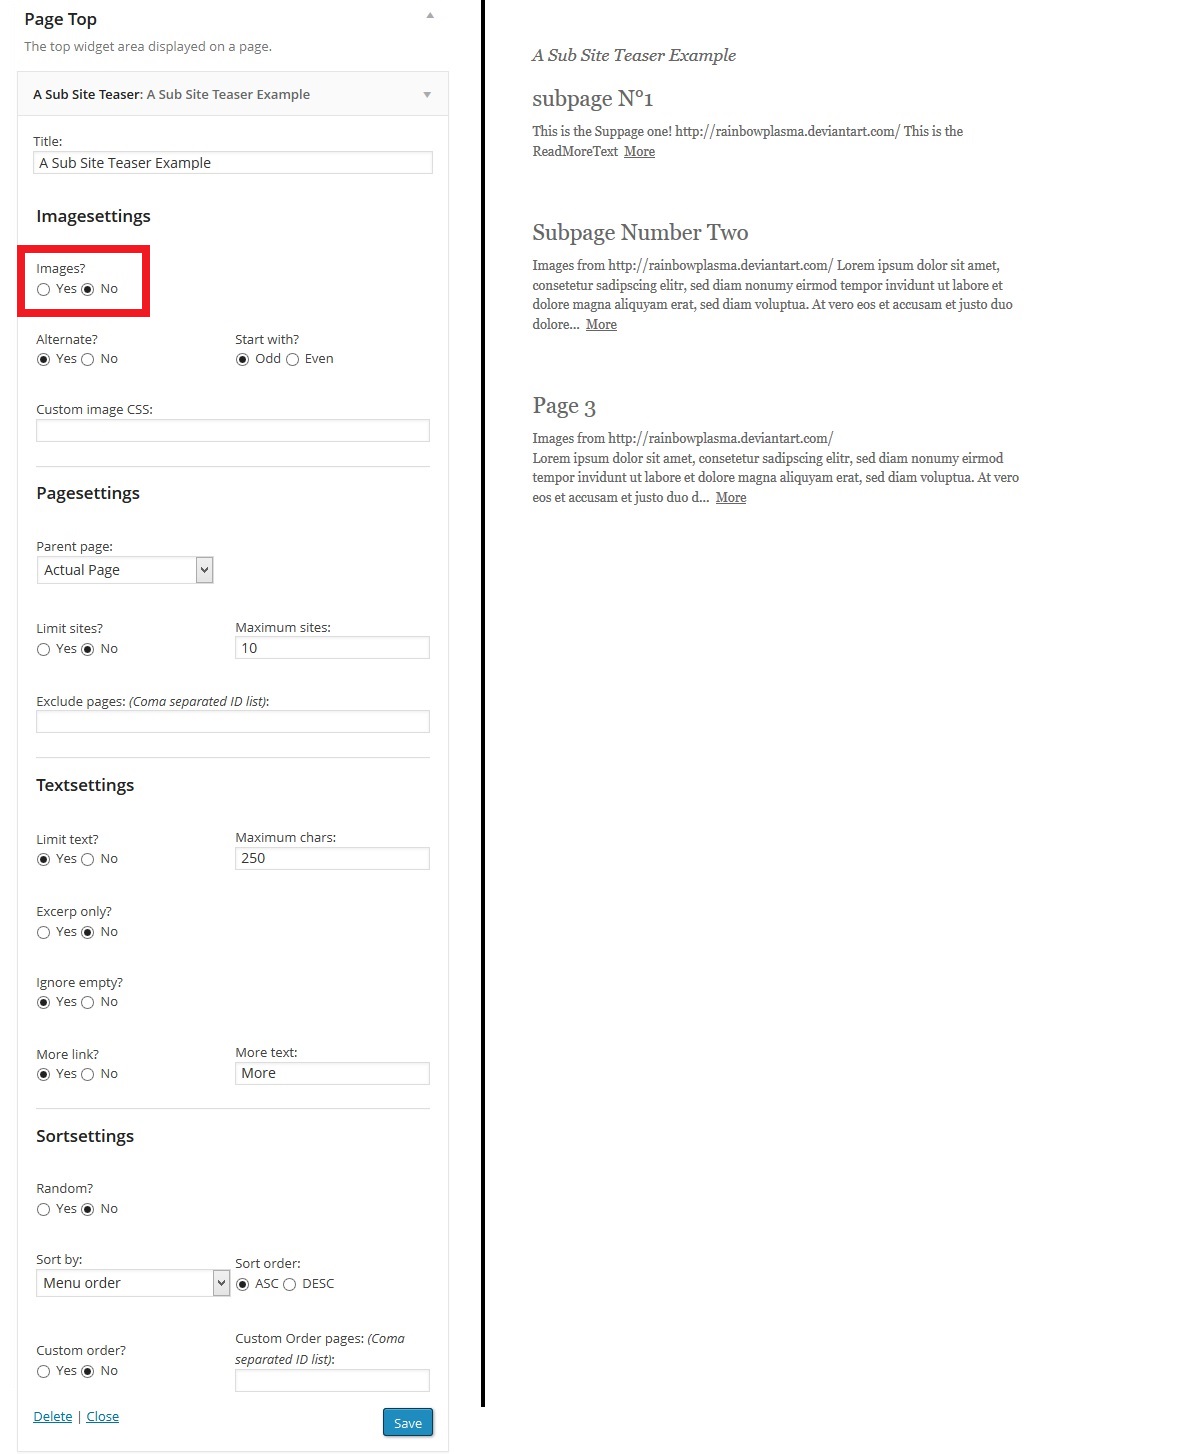 Page Top
The top widget area displayed on a page.
A Sub Site Teaser: A Sub Site Teaser Example
Title:
A Sub Site Teaser Example
Imagesettings
Images?
Yes No
Alternate? Start with?
Yes No Odd Even
Custom image CSS:
Pagesettings
Parent page:
Actual Page
Limit sites? Maximum sites:
Yes No 10
Exclude pages: (Coma separated ID list):
Textsettings
Limit text? Maximum chars:
Yes No 250
Excerp only?
Yes No
Ignore empty?
Yes No
More link? More text:
Yes No More
Sortsettings
Random?
Yes No
Sort by: Sort order:
Menu order ASC DESC
Custom order? Custom Order pages: (Coma
separated ID list):
Yes No
Delete | Close Save
A Sub Site Teaser Example
subpage N°1
This is the Suppage one! http://rainbowplasma.deviantart.com/ This is the
ReadMoreText More
Subpage Number Two
Images from http://rainbowplasma.deviantart.com/ Lorem ipsum dolor sit amet,
consetetur sadipscing elitr, sed diam nonumy eirmod tempor invidunt ut labore et
dolore magna aliquyam erat, sed diam voluptua. At vero eos et accusam et justo duo
dolore... More
Page 3
Images from http://rainbowplasma.deviantart.com/
Lorem ipsum dolor sit amet, consetetur sadipscing elitr, sed diam nonumy eirmod
tempor invidunt ut labore et dolore magna aliquyam erat, sed diam voluptua. At vero
eos et accusam et justo duo d... More